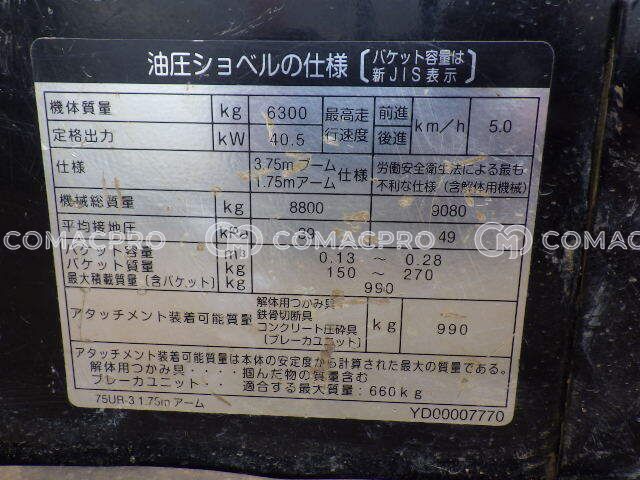 油圧ショベルの仕様〔バケット容量は
新JIS表示〕
機体質量 kg 6300 最高走行速度 前進 後進 km/h 5.0
定格出力 kW 40.5
仕様 3.75mブーム 1.75mアーム 仕様 労働安全衛生法による最も
不利な仕様(含解体用機械)
機械総質量 kg 8800 9080
平均接地圧 kPa 39 49
バケット容量 m³ 0.13 ～ 0.28
バケット質量 kg 150 ～ 270
最大積載質量(含バケット) kg 990
アタッチメント装着可能質量 解体用つかみ具
鉄骨切断具
コンクリート圧砕具
(ブレーカユニット) kg 990
アタッチメント装着可能質量は本体の安定度から計算された最大の質量である。
解体用つかみ具....掴んだ物の質量含む
ブレーカユニット‥‥適合する最大質量:660kg
75UR-3 1.75mアーム YD00007770
COMACPRO COMACPRO COMACPRO